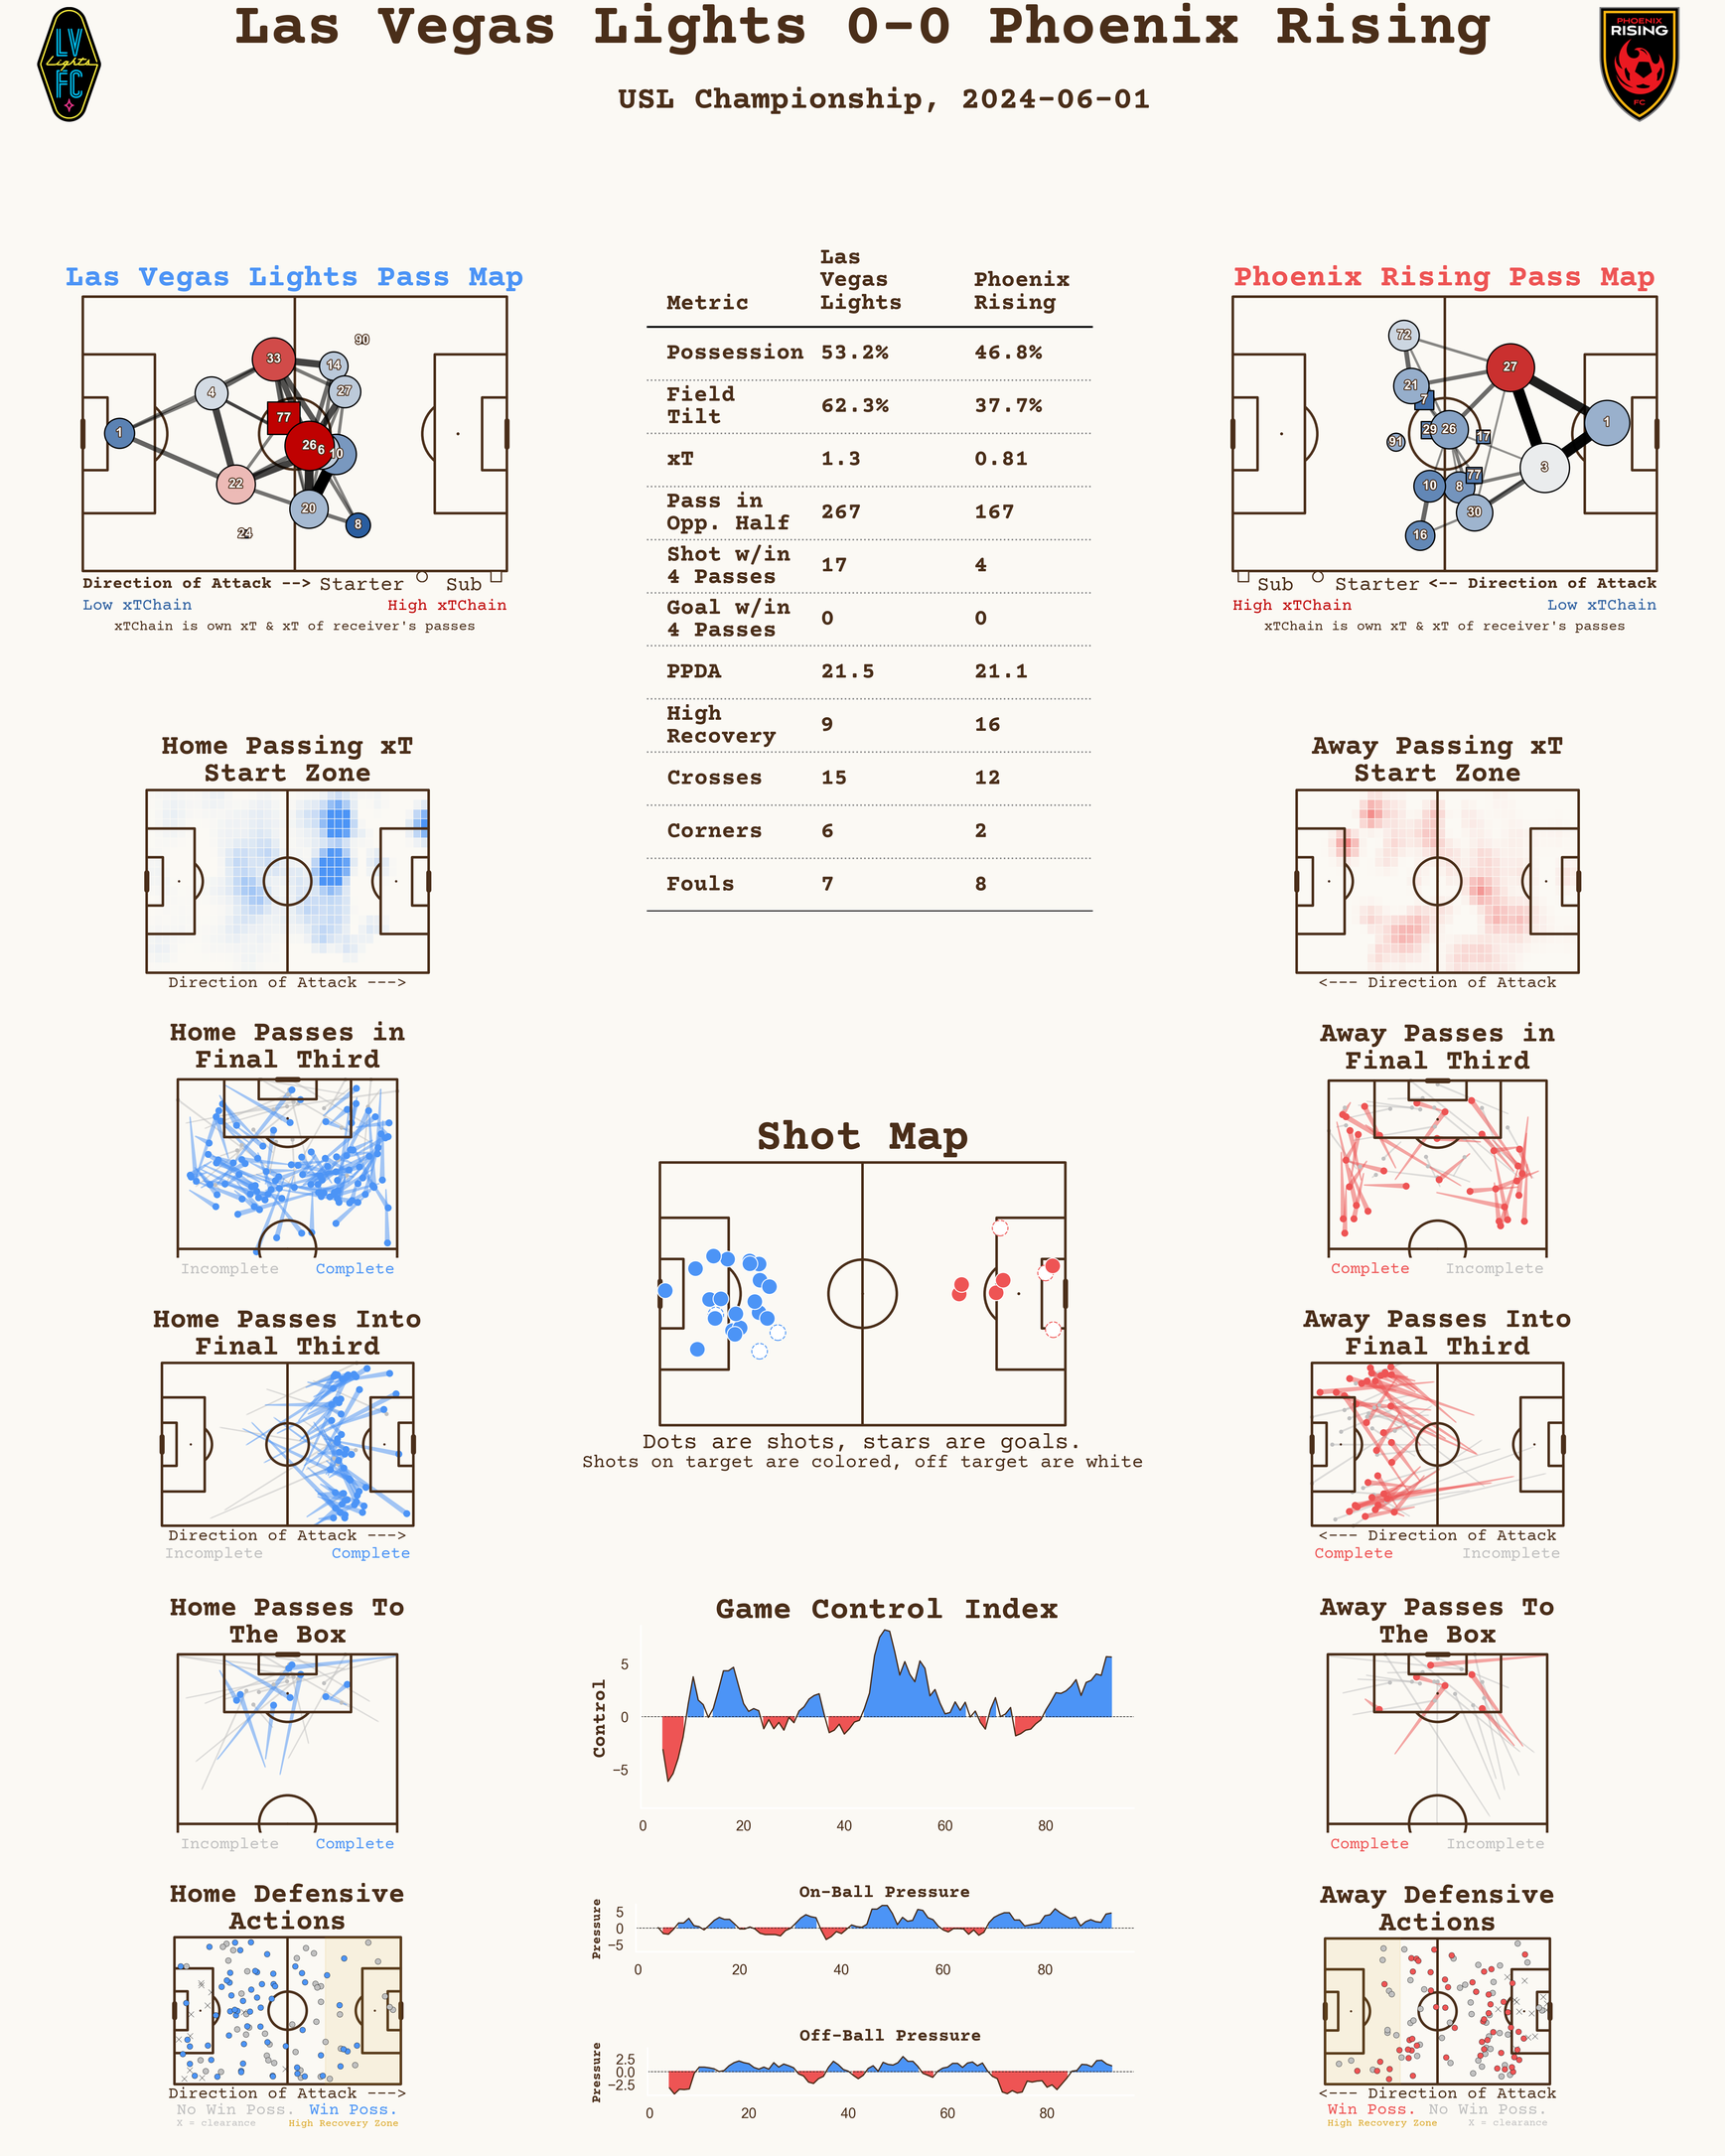 Las Vegas Lights 0-0 Phoenix Rising
LV
Lights
FC
PHOENIX
RISING
FC
USL Championship, 2024-06-01
Las Vegas Lights Pass Map
33
90
14
27
4
77
1
26
6
10
22
20
8
24
Direction of Attack --> Starter Sub
Low xTChain High xTChain
xTChain is own xT & xT of receiver's passes
Metric Las Vegas Lights Phoenix Rising
Possession 53.2% 46.8%
Field Tilt 62.3% 37.7%
xT 1.3 0.81
Pass in Opp. Half 267 167
Shot w/in 4 Passes 17 4
Goal w/in 4 Passes 0 0
PPDA 21.5 21.1
High Recovery 9 16
Crosses 15 12
Corners 6 2
Fouls 7 8
Phoenix Rising Pass Map
72
27
21
7
1
29
26
17
91
3
77
10
8
30
16
Sub Starter <-- Direction of Attack
High xTChain Low xTChain
xTChain is own xT & xT of receiver's passes
Home Passing xT
Start Zone
Direction of Attack --->
Away Passing xT
Start Zone
<--- Direction of Attack
Home Passes in
Final Third
Incomplete Complete
Away Passes in
Final Third
Complete Incomplete
Shot Map
Dots are shots, stars are goals.
Shots on target are colored, off target are white
Home Passes Into
Final Third
Direction of Attack --->
Incomplete Complete
Away Passes Into
Final Third
<--- Direction of Attack
Complete Incomplete
Home Passes To
The Box
Incomplete Complete
Game Control Index
Control
5
0
−5
0 20 40 60 80
Away Passes To
The Box
Complete Incomplete
Home Defensive
Actions
Direction of Attack --->
No Win Poss. Win Poss.
X = clearance High Recovery Zone
On-Ball Pressure
Pressure
5
0
−5
0 20 40 60 80
Off-Ball Pressure
Pressure
2.5
0.0
−2.5
0 20 40 60 80
Away Defensive
Actions
<--- Direction of Attack
Win Poss. No Win Poss.
High Recovery Zone X = clearance